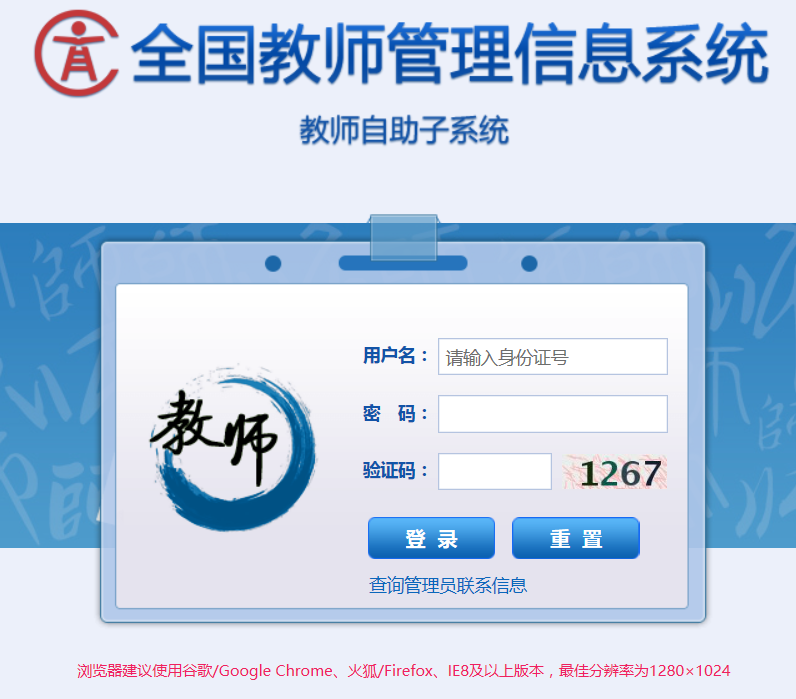 全国教师管理信息系统
教师自助子系统
教师
用户名： 请输入身份证号
密 码：
验证码： 1267
登 录 重 置
查询管理员联系信息
浏览器建议使用谷歌/Google Chrome、火狐/Firefox、IE8及以上版本，最佳分辨率为1280×1024